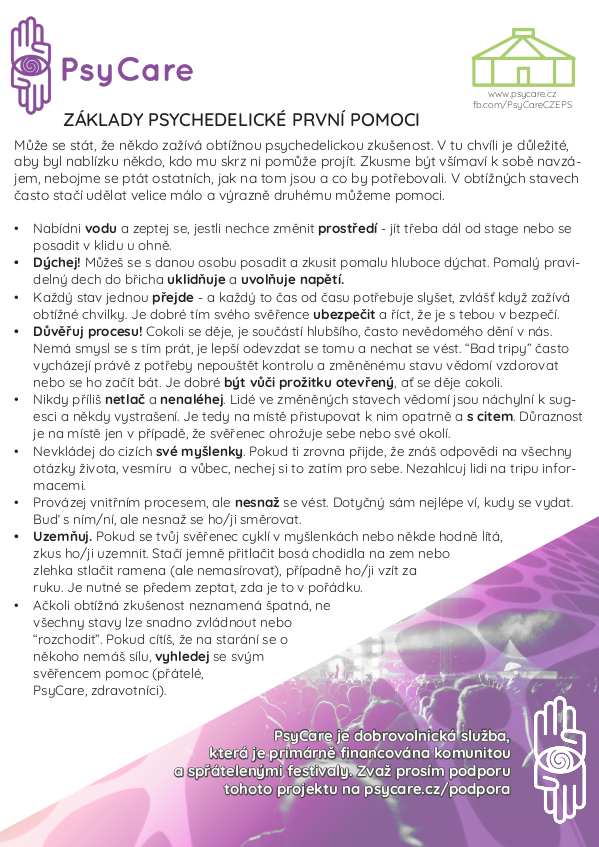 PsyCare
www.psycare.cz
fb.com/PsyCareCZEPS
ZÁKLADY PSYCHEDELICKÉ PRVNÍ POMOCI
Může se stát, že někdo zažívá obtížnou psychedelickou zkušenost. V tu chvíli je důležité,
aby byl nablízku někdo, kdo mu skrz ni pomůže projít. Zkusme být všímaví k sobě navzá-
jem, nebojme se ptát ostatních, jak na tom jsou a co by potřebovali. V obtížných stavech
často stačí udělat velice málo a výrazně druhému můžeme pomoci.
• Nabídni vodu a zeptej se, jestli nechce změnit prostředí - jít třeba dál od stage nebo se
posadit v klidu u ohně.
• Dýchej! Můžeš se s danou osobu posadit a zkusit pomalu hluboce dýchat. Pomalý pravi-
delný dech do břicha uklidňuje a uvolňuje napětí.
• Každý stav jednou přejde - a každý to čas od času potřebuje slyšet, zvlášť když zažívá
obtížné chvilky. Je dobré tím svého svěřence ubezpečit a říct, že je s tebou v bezpečí.
• Důvěřuj procesu! Cokoli se děje, je součástí hlubšího, často nevědomého dění v nás.
Nemá smysl se s tím prát, je lepší odevzdat se tomu a nechat se vést. “Bad tripy” často
vycházejí právě z potřeby nepouštět kontrolu a změněnému stavu vědomí vzdorovat
nebo se ho začít bát. Je dobré být vůči prožitku otevřený, ať se děje cokoli.
• Nikdy příliš netlač a nenaléhej. Lidé ve změněných stavech vědomí jsou náchylní k sug-
esci a někdy vystrašení. Je tedy na místě přistupovat k nim opatrně a s citem. Důraznost
je na místě jen v případě, že svěřenec ohrožuje sebe nebo své okolí.
• Nevkládej do cizích své myšlenky. Pokud ti zrovna přijde, že znáš odpovědi na všechny
otázky života, vesmíru a vůbec, nechej si to zatím pro sebe. Nezahlcuj lidi na tripu infor-
macemi.
• Provázej vnitřním procesem, ale nesnaž se vést. Dotyčný sám nejlépe ví, kudy se vydat.
Buď s ním/ní, ale nesnaž se ho/ji směrovat.
• Uzemňuj. Pokud se tvůj svěřenec cyklí v myšlenkách nebo někde hodně lítá,
zkus ho/ji uzemnit. Stačí jemně přitlačit bosá chodidla na zem nebo
zlehka stlačit ramena (ale nemasírovat), případně ho/ji vzít za
ruku. Je nutné se předem zeptat, zda je to v pořádku.
• Ačkoli obtížná zkušenost neznamená špatná, ne
všechny stavy lze snadno zvládnout nebo
“rozchodit”. Pokud cítíš, že na starání se o
někoho nemáš sílu, vyhledej se svým
svěřencem pomoc (přátelé,
PsyCare, zdravotníci).
PsyCare je dobrovolnická služba,
která je primárně financována komunitou
a spřátelenými festivaly. Zvaž prosím podporu
tohoto projektu na psycare.cz/podpora